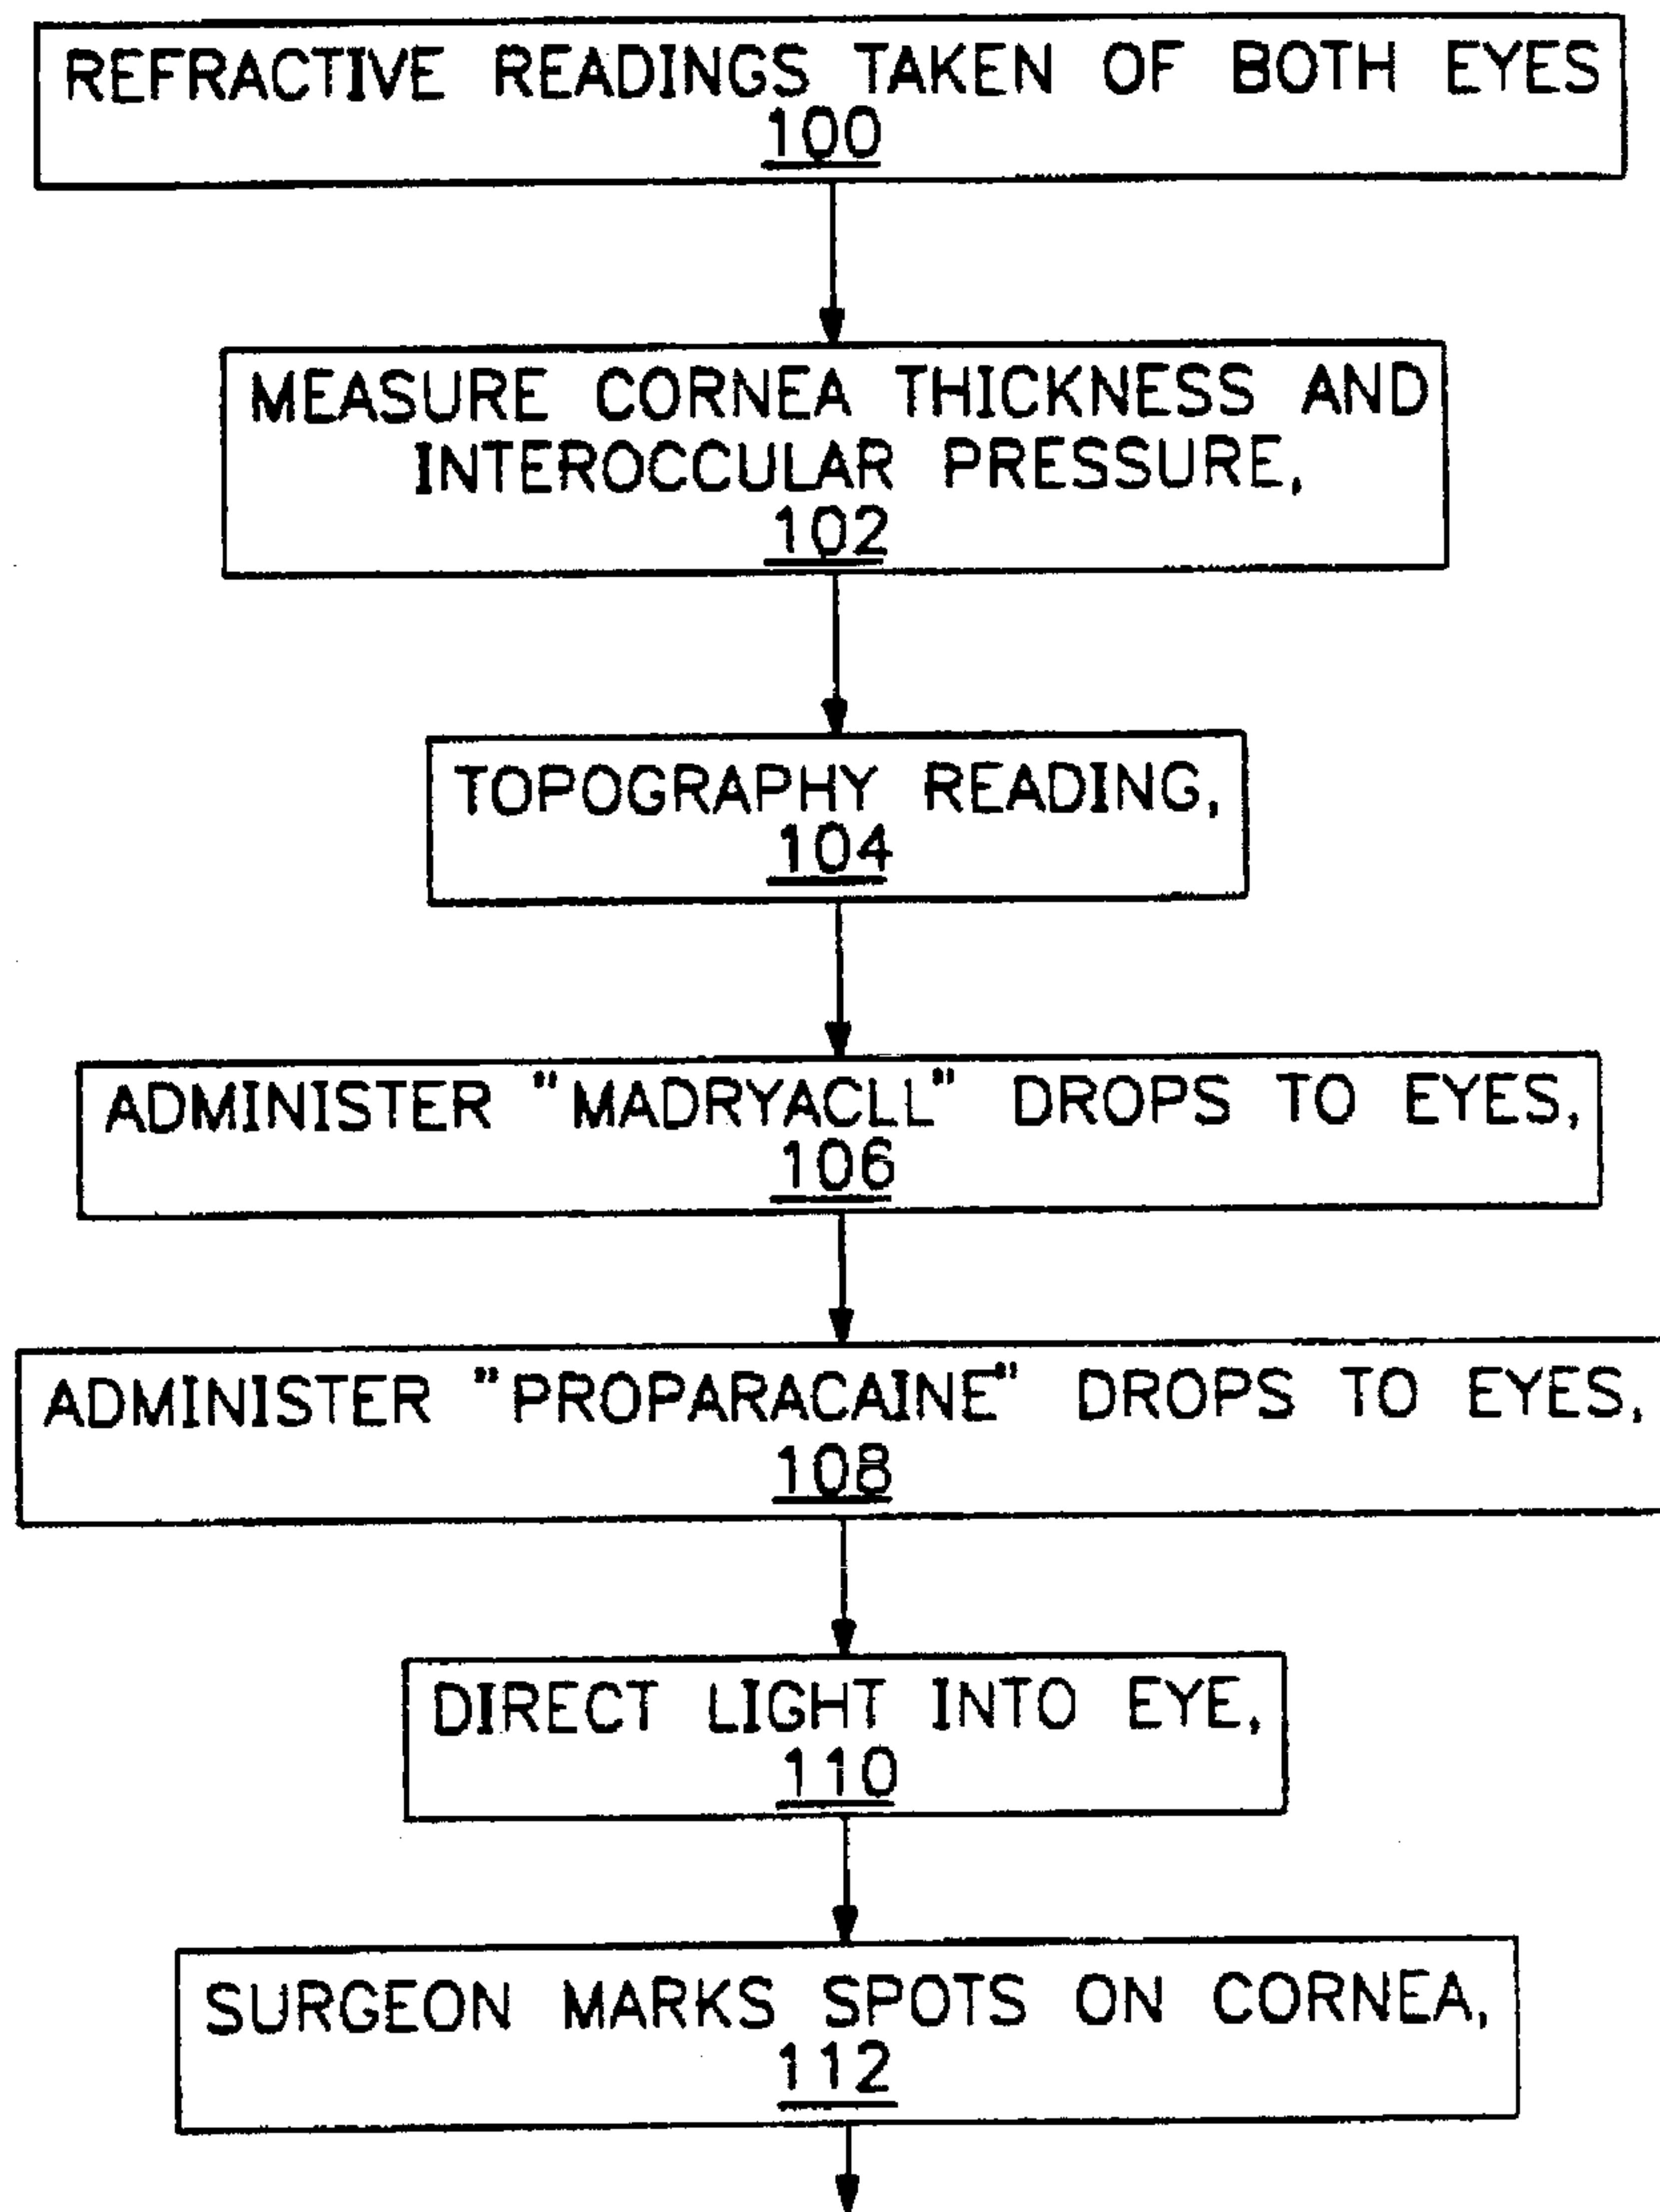 REFRACTIVE READINGS TAKEN OF BOTH EYES
100
MEASURE CORNEA THICKNESS AND
INTEROCCULAR PRESSURE,
102
TOPOGRAPHY READING,
104
ADMINISTER "MADRYACLL" DROPS TO EYES,
106
ADMINISTER "PROPARACAINE" DROPS TO EYES,
108
DIRECT LIGHT INTO EYE,
110
SURGEON MARKS SPOTS ON CORNEA,
112